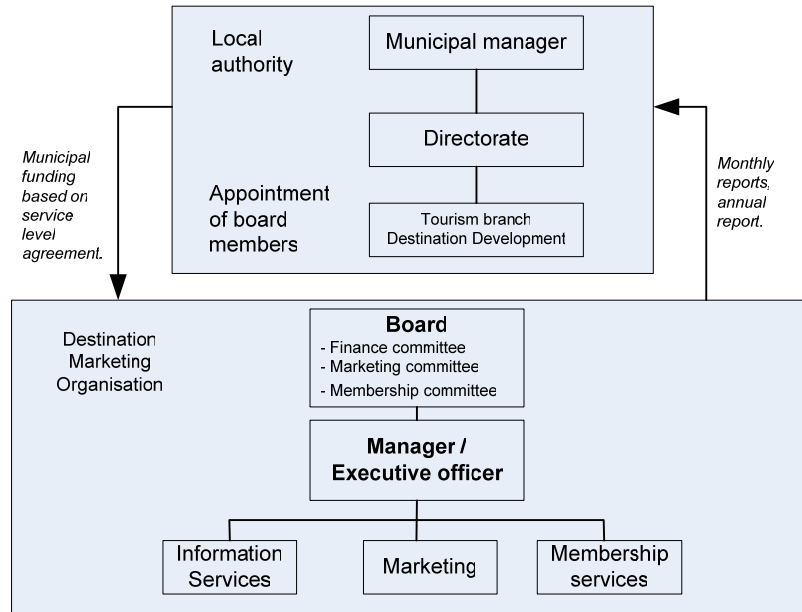 Local
authority
Municipal manager
Directorate
Appointment
of board
members
Tourism branch
Destination Development
Municipal
funding
based on
service
level
agreement.
Monthly
reports,
annual
report.
Destination
Marketing
Organisation
Board
- Finance committee
- Marketing committee
- Membership committee
Manager /
Executive officer
Information
Services
Marketing
Membership
services